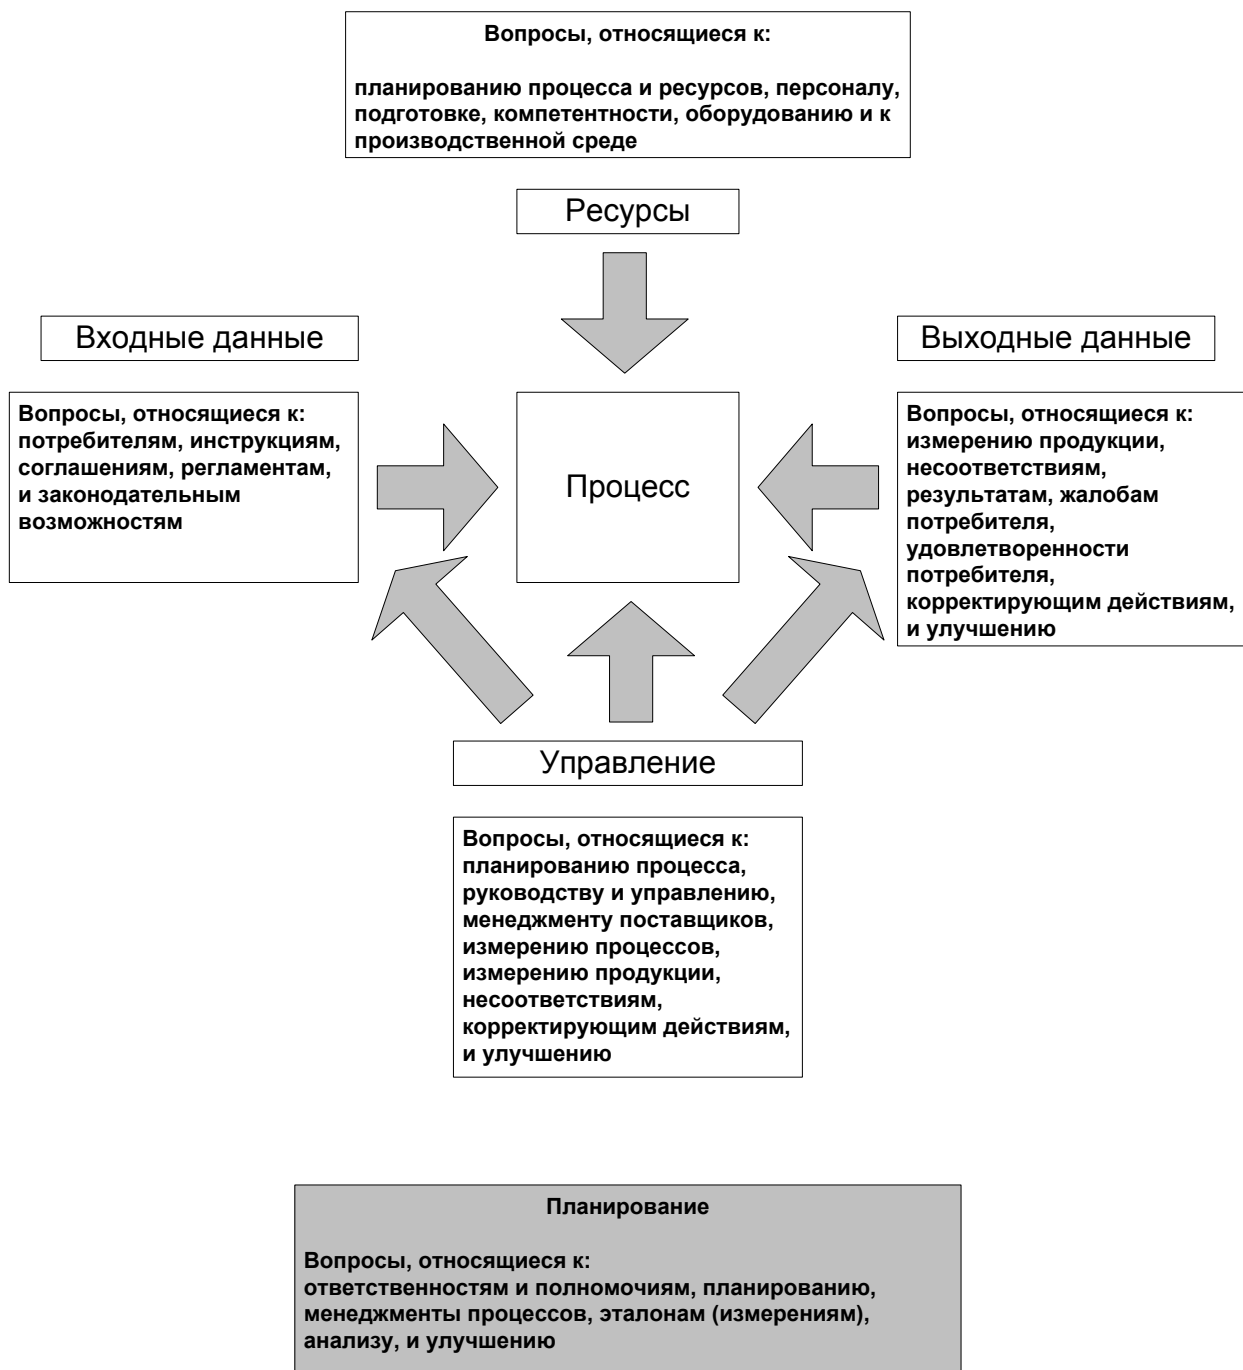 Вопросы, относящиеся к:
планированию процесса и ресурсов, персоналу,
подготовке, компетентности, оборудованию и к
производственной среде
Ресурсы
Входные данные
Выходные данные
Вопросы, относящиеся к:
потребителям, инструкциям,
соглашениям, регламентам,
и законодательным
возможностям
Процесс
Вопросы, относящиеся к:
измерению продукции,
несоответствиям,
результатам, жалобам
потребителя,
удовлетворенности
потребителя,
корректирующим действиям,
и улучшению
Управление
Вопросы, относящиеся к:
планированию процесса,
руководству и управлению,
менеджменту поставщиков,
измерению процессов,
измерению продукции,
несоответствиям,
корректирующим действиям,
и улучшению
Планирование
Вопросы, относящиеся к:
ответственностям и полномочиям, планированию,
менеджменты процессов, эталонам (измерениям),
анализу, и улучшению